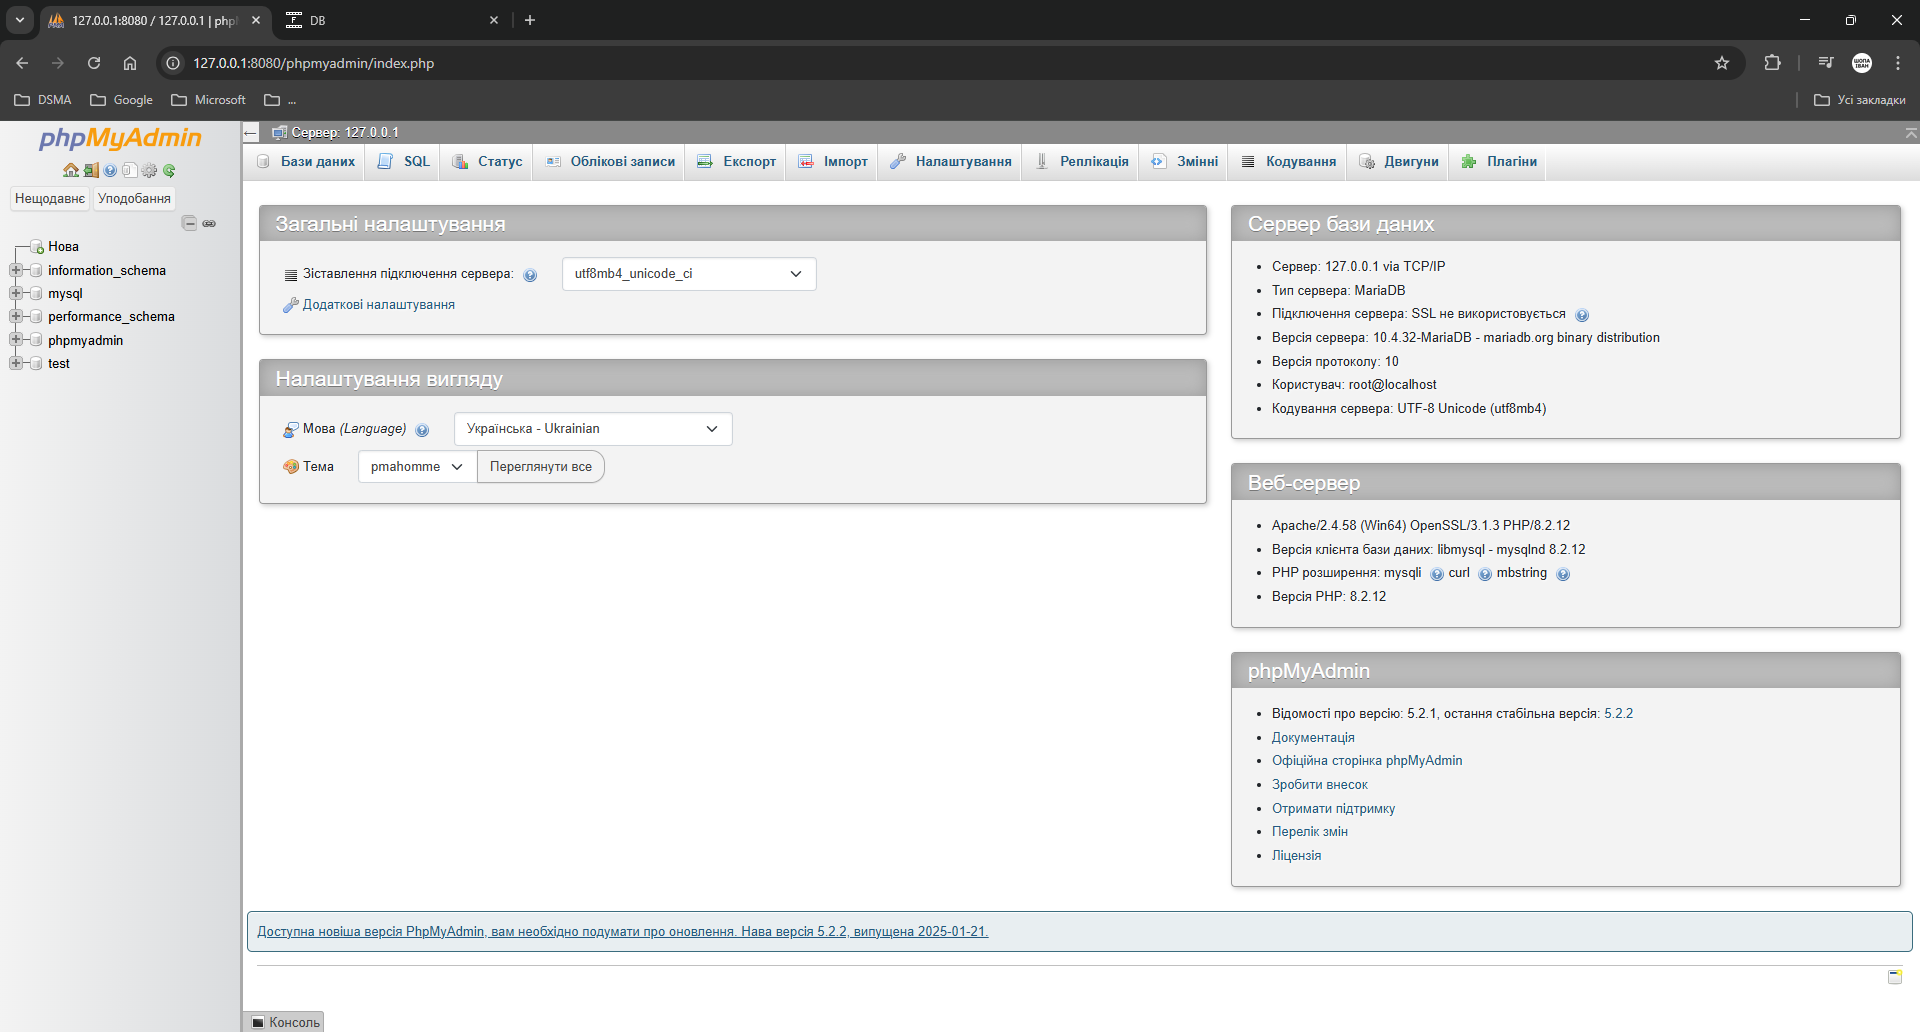 127.0.0.1:8080 / 127.0.0.1 | php
DB
127.0.0.1:8080/phpmyadmin/index.php
DSMA
Google
Microsoft
...
Усі закладки
phpMyAdmin
Нещодавнє
Уподобання
Нова
information_schema
mysql
performance_schema
phpmyadmin
test
Сервер: 127.0.0.1
Бази даних
SQL
Статус
Облікові записи
Експорт
Імпорт
Налаштування
Реплікація
Змінні
Кодування
Двигуни
Плагіни
Загальні налаштування
Зіставлення підключення сервера:
utf8mb4_unicode_ci
Додаткові налаштування
Налаштування вигляду
Мова (Language)
Українська - Ukrainian
Тема
pmahomme
Переглянути все
Сервер бази даних
Сервер: 127.0.0.1 via TCP/IP
Тип сервера: MariaDB
Підключення сервера: SSL не використовується
Версія сервера: 10.4.32-MariaDB - mariadb.org binary distribution
Версія протоколу: 10
Користувач: root@localhost
Кодування сервера: UTF-8 Unicode (utf8mb4)
Веб-сервер
Apache/2.4.58 (Win64) OpenSSL/3.1.3 PHP/8.2.12
Версія клієнта бази даних: libmysql - mysqlnd 8.2.12
PHP розширення: mysqli curl mbstring
Версія PHP: 8.2.12
phpMyAdmin
Відомості про версію: 5.2.1, остання стабільна версія: 5.2.2
Документація
Офіційна сторінка phpMyAdmin
Зробити внесок
Отримати підтримку
Перелік змін
Ліцензія
Доступна новіша версія PhpMyAdmin, вам необхідно подумати про оновлення. Нава версія 5.2.2, випущена 2025-01-21.
Консоль